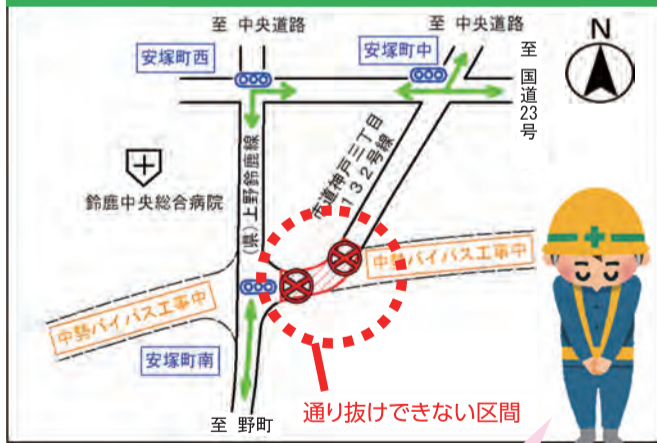 至 中央道路
至 中央道路
安塚町西
安塚町中
至 国道23号
N
鈴鹿中央総合病院
(県)上野鈴鹿線
市道神戸三丁目
132号線
中勢バイパス工事中
中勢バイパス工事中
安塚町南
至 野町
通り抜けできない区間